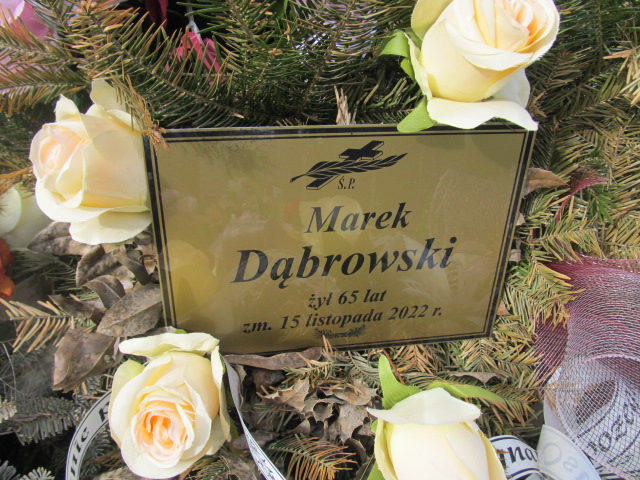 Ś.P.
Marek
Dąbrowski
żył 65 lat
zm. 15 listopada 2022 r.